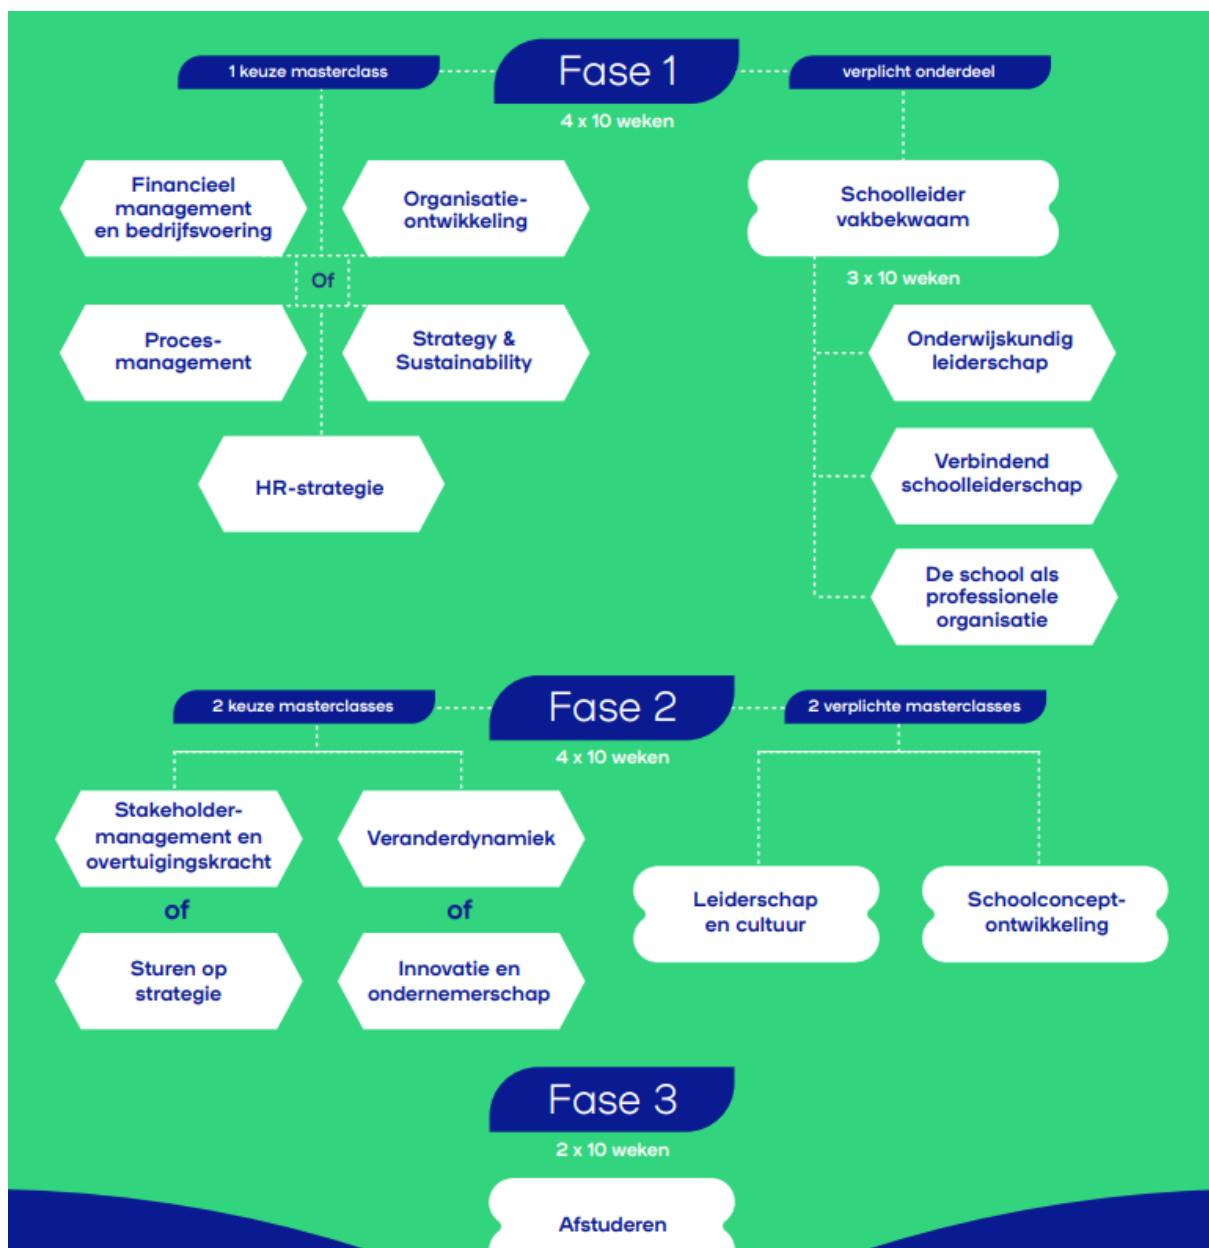 1 keuze masterclass
Fase 1
verplicht onderdeel
4 x 10 weken
Financieel
management
en bedrijfsvoering
Organisatie-
ontwikkeling
Of
Proces-
management
Strategy &
Sustainability
HR-strategie
Schoolleider
vakbekwaam
3 x 10 weken
Onderwijskundig
leiderschap
Verbindend
schoolleiderschap
De school als
professionele
organisatie
2 keuze masterclasses
Fase 2
2 verplichte masterclasses
4 x 10 weken
Stakeholder-
management en
overtuigingskracht
of
Sturen op
strategie
Veranderdynamiek
of
Innovatie en
ondernemerschap
Leiderschap
en cultuur
Schoolconcept-
ontwikkeling
Fase 3
2 x 10 weken
Afstuderen